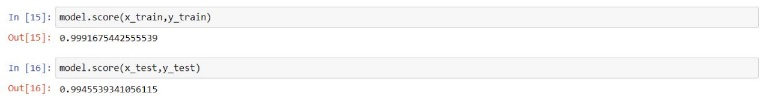 In [15]: model.score(x_train,y_train)
Out[15]: 0.9991675442555539
In [16]: model.score(x_test,y_test)
Out[16]: 0.9945539341056115